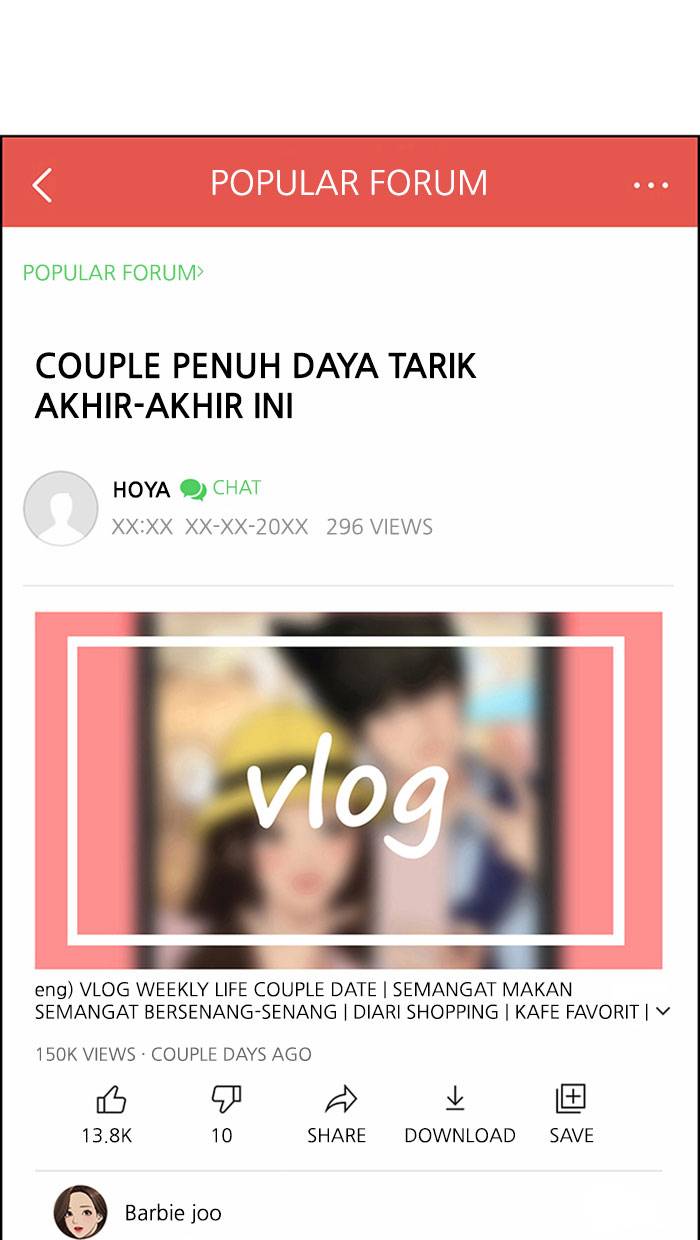 POPULAR FORUM
POPULAR FORUM>
COUPLE PENUH DAYA TARIK
AKHIR-AKHIR INI
HOYA CHAT
XX:XX XX-XX-20XX 296 VIEWS
vlog
eng) VLOG WEEKLY LIFE COUPLE DATE | SEMANGAT MAKAN
SEMANGAT BERSENANG-SENANG | DIARI SHOPPING | KAFE FAVORIT |
150K VIEWS · COUPLE DAYS AGO
13.8K 10 SHARE DOWNLOAD SAVE
Barbie joo